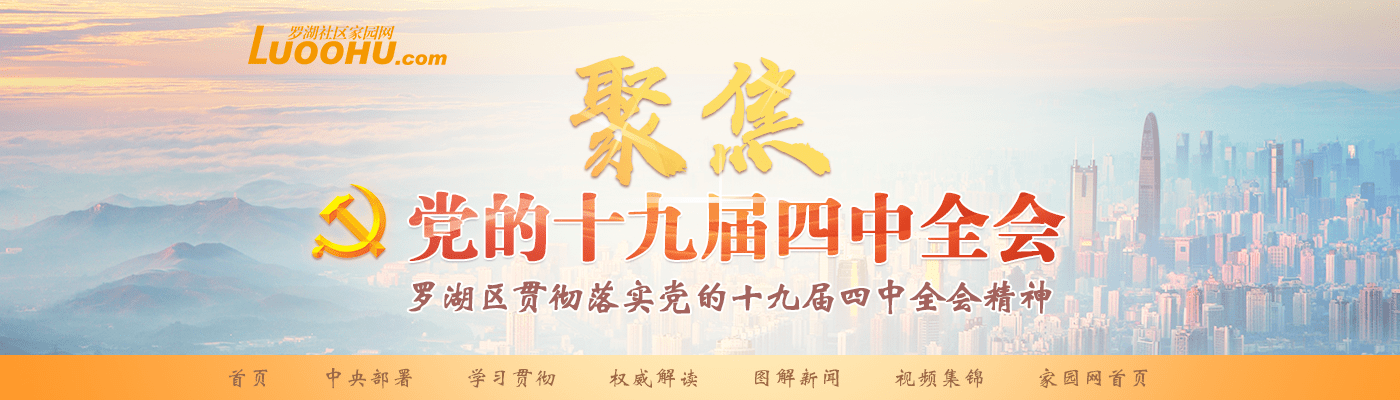 罗湖社区家园网
LUOOHU.com
聚焦
党的十九届四中全会
罗湖区贯彻落实党的十九届四中全会精神
首页 中央部署 学习贯彻 权威解读 图解新闻 视频集锦 家园网首页